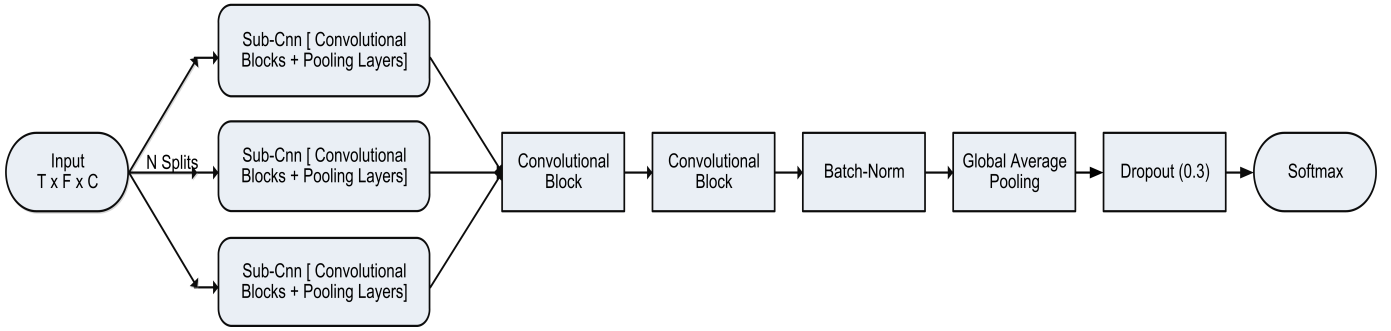 Sub-Cnn [ Convolutional
Blocks + Pooling Layers]
Input
T x F x C
N Splits
Sub-Cnn [ Convolutional
Blocks + Pooling Layers]
Sub-Cnn [ Convolutional
Blocks + Pooling Layers]
Convolutional
Block
Convolutional
Block
Batch-Norm
Global Average
Pooling
Dropout (0.3)
Softmax